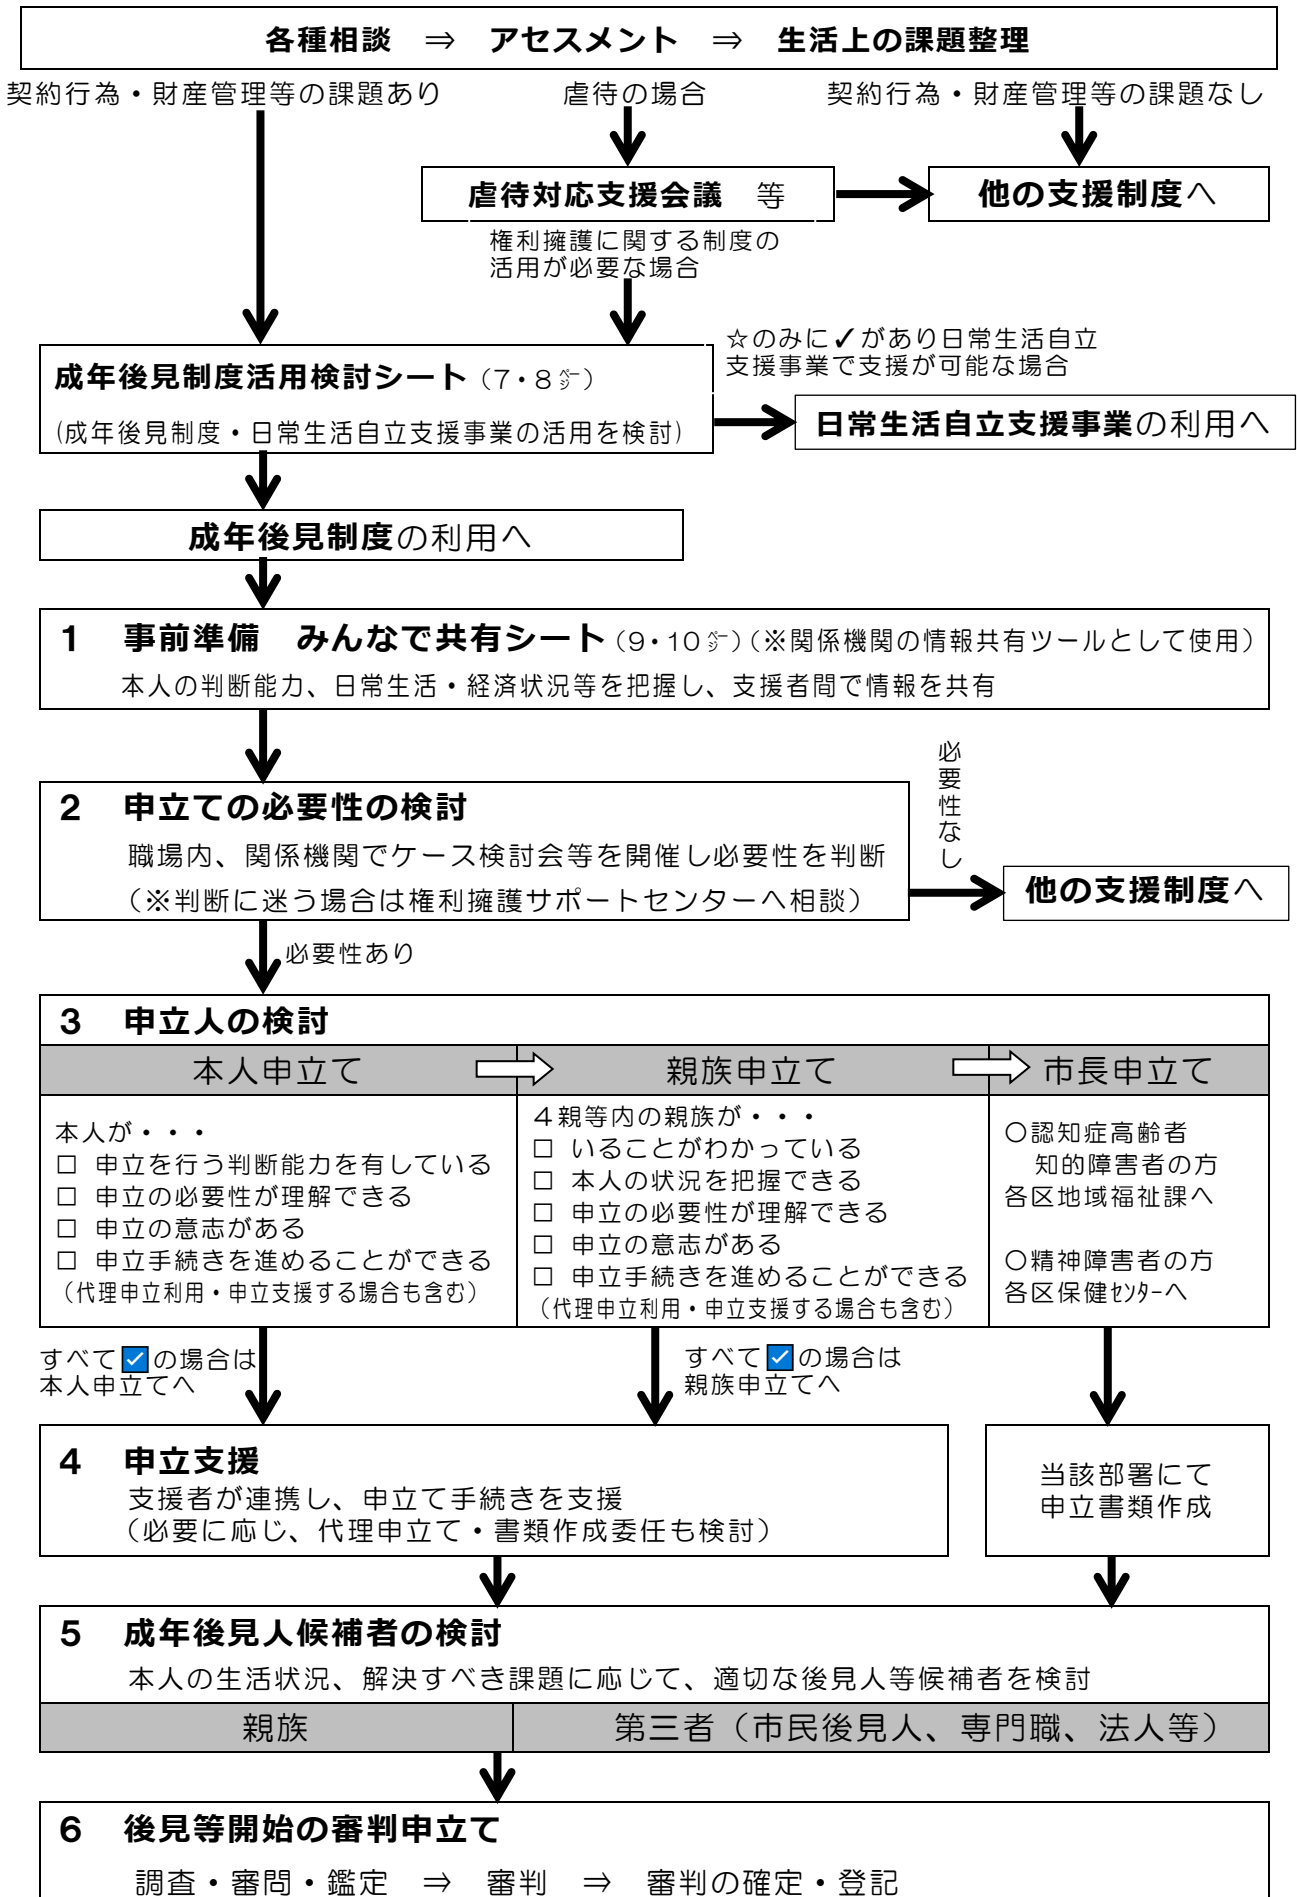 各種相談　⇒　アセスメント　⇒　生活上の課題整理
契約行為・財産管理等の課題あり
虐待の場合
契約行為・財産管理等の課題なし
虐待対応支援会議　等
他の支援制度へ
権利擁護に関する制度の
活用が必要な場合
☆のみに✓があり日常生活自立
支援事業で支援が可能な場合
成年後見制度活用検討シート（7・8㌻）
(成年後見制度・日常生活自立支援事業の活用を検討)
日常生活自立支援事業の利用へ
成年後見制度の利用へ
1　事前準備　みんなで共有シート（9・10㌻）（※関係機関の情報共有ツールとして使用）
本人の判断能力、日常生活・経済状況等を把握し、支援者間で情報を共有
2　申立ての必要性の検討
職場内、関係機関でケース検討会等を開催し必要性を判断
（※判断に迷う場合は権利擁護サポートセンターへ相談）
必要性なし
他の支援制度へ
必要性あり
3　申立人の検討
本人申立て
親族申立て
市長申立て
本人が・・・
□ 申立を行う判断能力を有している
□ 申立の必要性が理解できる
□ 申立の意志がある
□ 申立手続きを進めることができる
（代理申立利用・申立支援する場合も含む）
４親等内の親族が・・・
□ いることがわかっている
□ 本人の状況を把握できる
□ 申立の必要性が理解できる
□ 申立の意志がある
□ 申立手続きを進めることができる
（代理申立利用・申立支援する場合も含む）
〇認知症高齢者
知的障害者の方
各区地域福祉課へ
〇精神障害者の方
各区保健ｾﾝﾀｰへ
すべて☑の場合は
本人申立てへ
すべて☑の場合は
親族申立てへ
4　申立支援
支援者が連携し、申立て手続きを支援
（必要に応じ、代理申立て・書類作成委任も検討）
当該部署にて
申立書類作成
5　成年後見人候補者の検討
本人の生活状況、解決すべき課題に応じて、適切な後見人等候補者を検討
親族
第三者（市民後見人、専門職、法人等）
6　後見等開始の審判申立て
調査・審問・鑑定　⇒　審判　⇒　審判の確定・登記